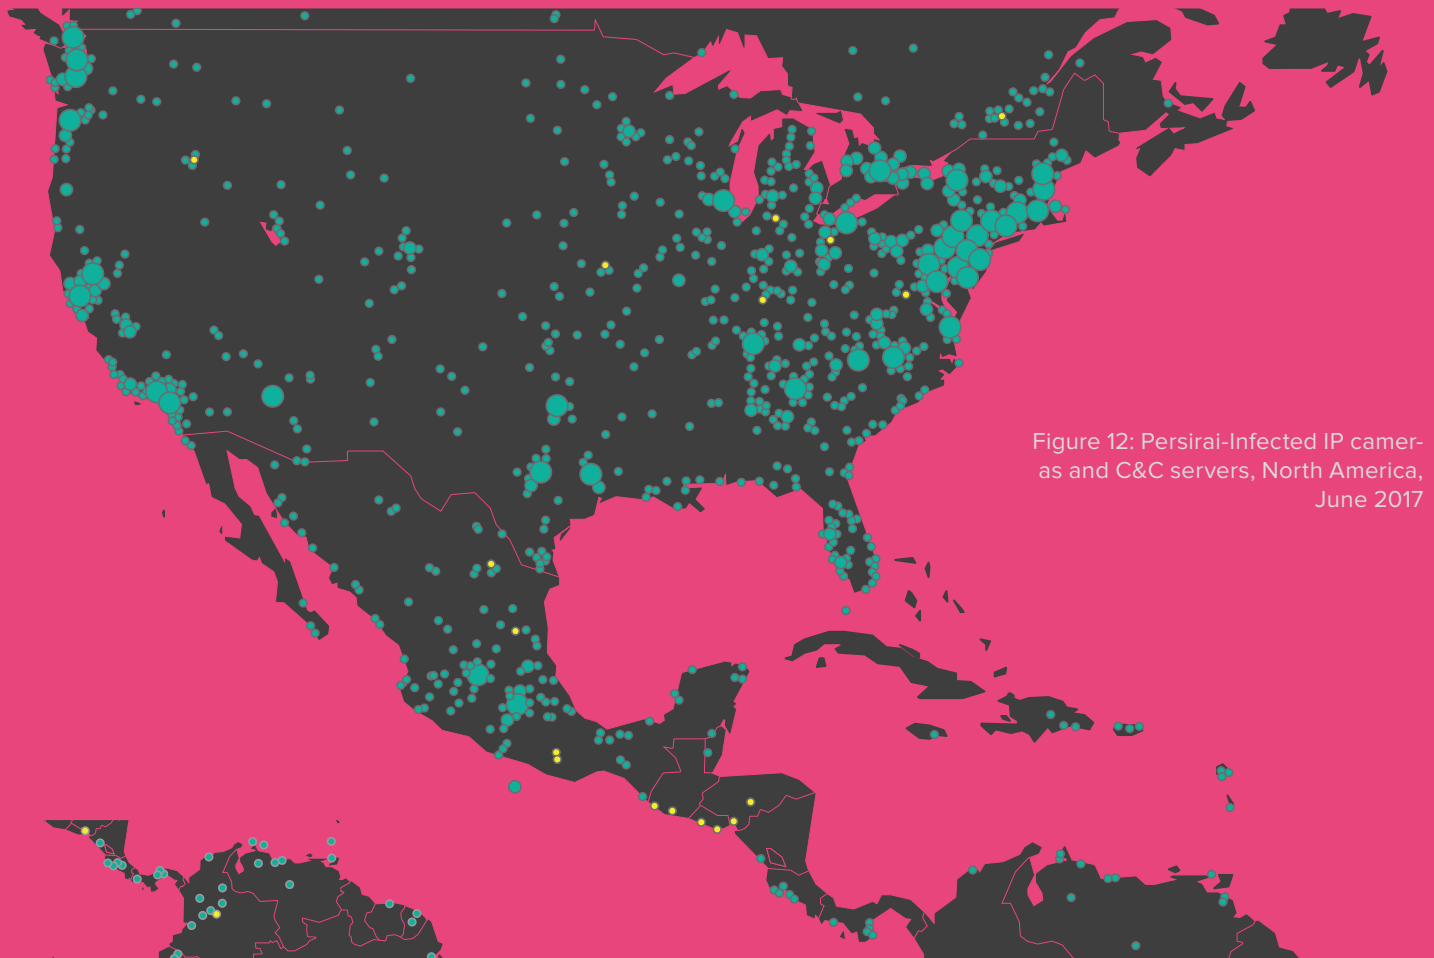 Figure 12: Persirai-Infected IP camer-
as and C&C servers, North America,
June 2017